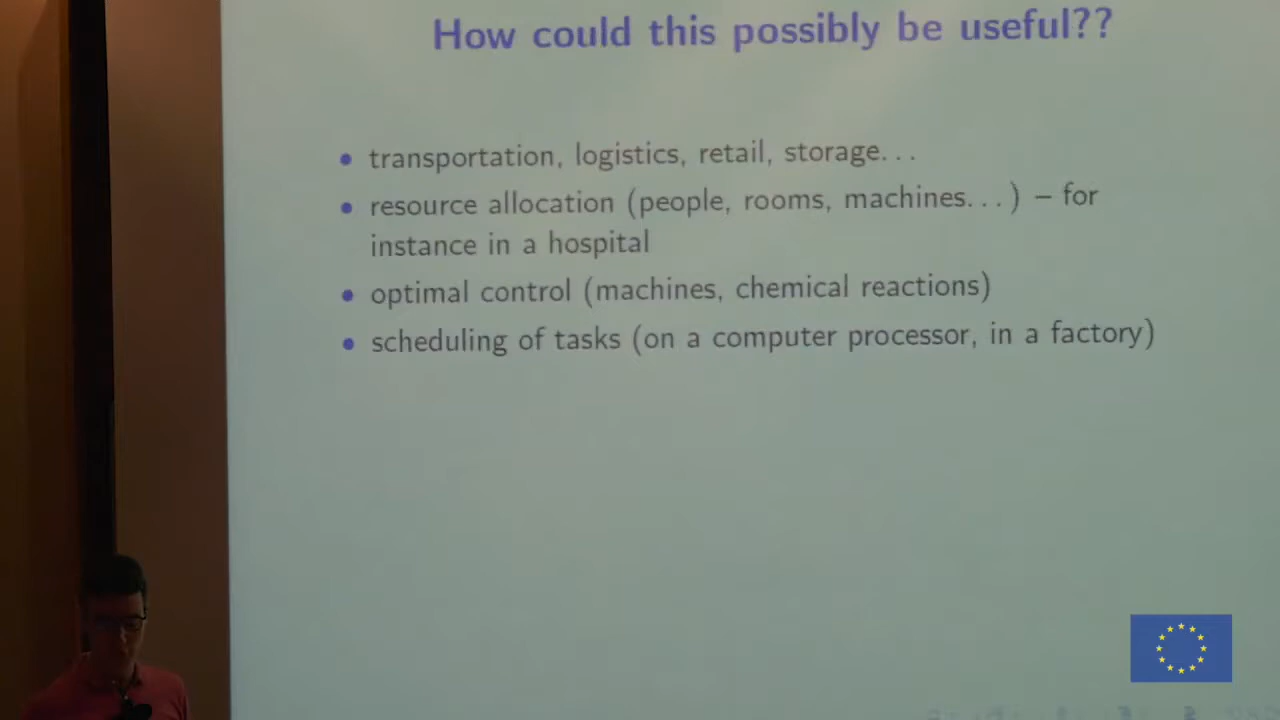 How could this possibly be useful??
• transportation, logistics, retail, storage...
• resource allocation (people, rooms, machines...) – for
instance in a hospital
• optimal control (machines, chemical reactions)
• scheduling of tasks (on a computer processor, in a factory)